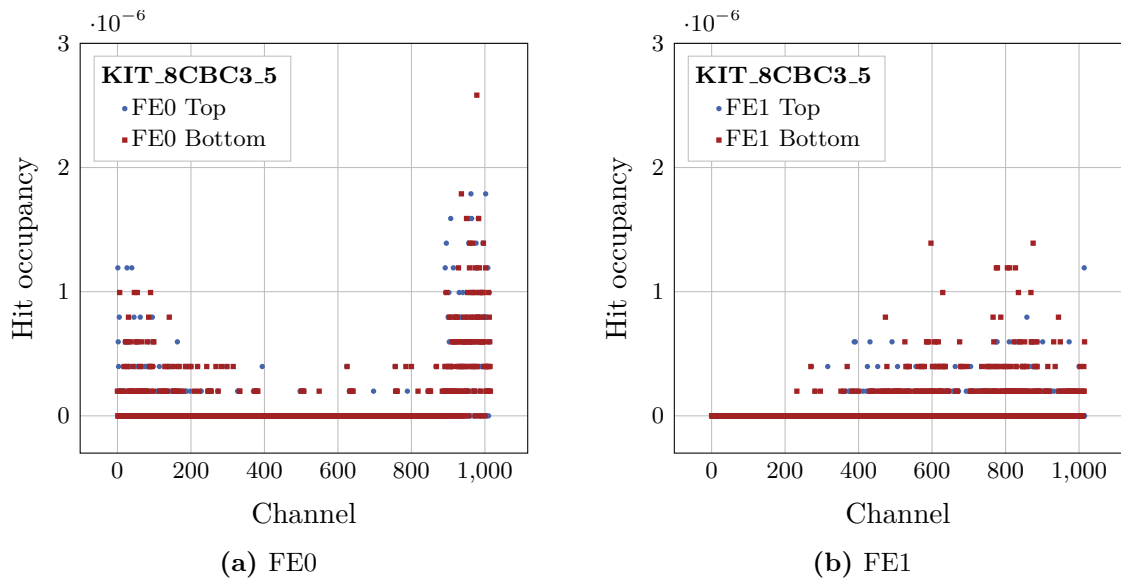 ·10−6
3
2
1
0
Hit occupancy
KIT_8CBC3_5
FE0 Top
FE0 Bottom
0 200 400 600 800 1,000
Channel
(a) FE0
·10−6
3
2
1
0
Hit occupancy
KIT_8CBC3_5
FE1 Top
FE1 Bottom
0 200 400 600 800 1,000
Channel
(b) FE1